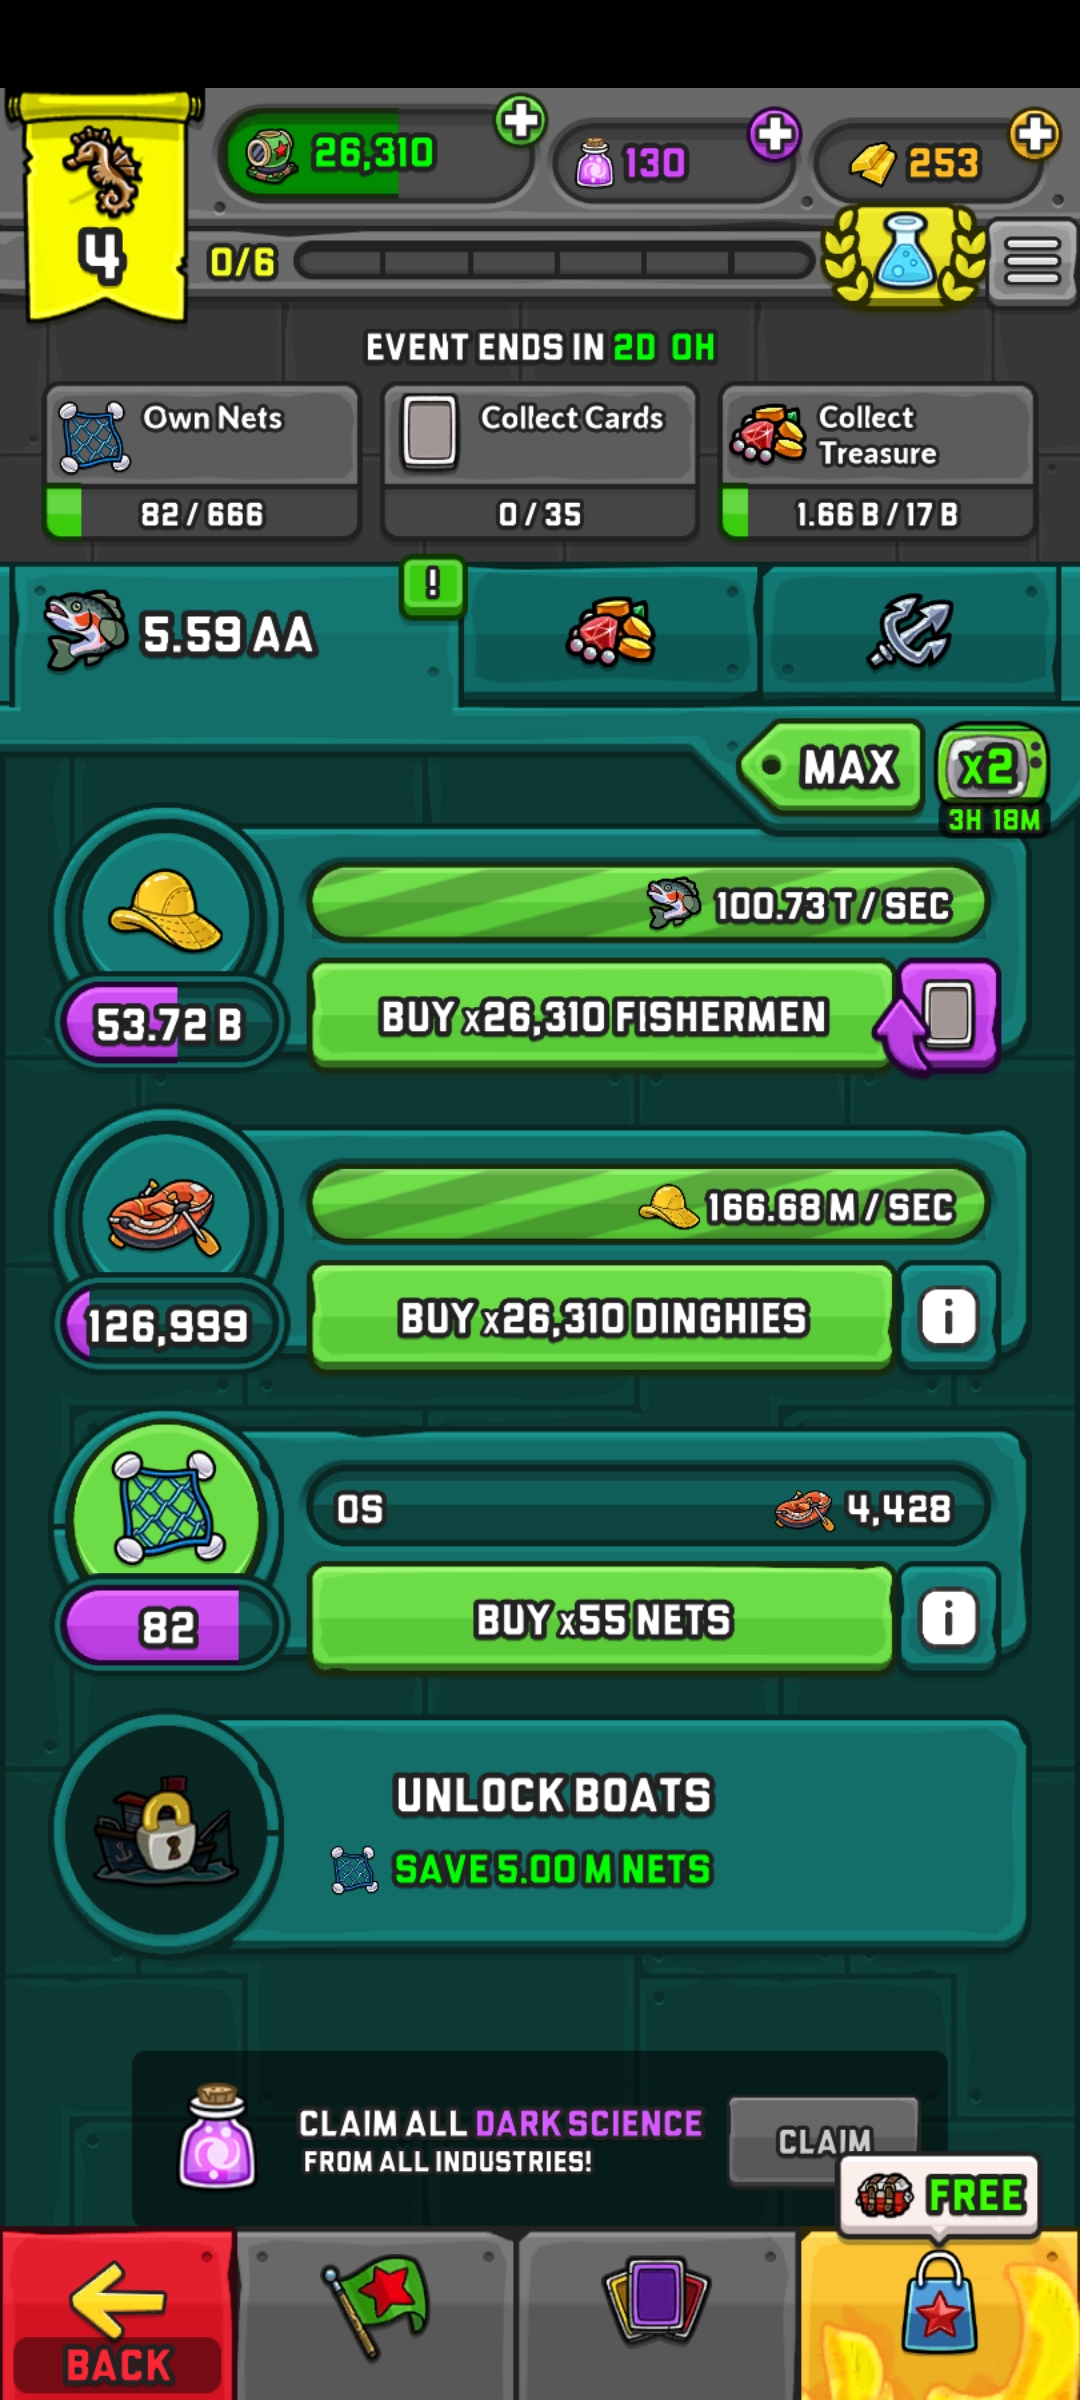 26,310
130
253
4
0/6
EVENT ENDS IN 2D 0H
Own Nets
82/666
Collect Cards
0/35
Collect
Treasure
1.66 B/17 B
!
5.59 AA
MAX
x2
3H 18M
100.73 T/SEC
53.72 B
BUY x26,310 FISHERMEN
166.68 M/SEC
126,999
BUY x26,310 DINGHIES
i
0S
4,428
82
BUY x55 NETS
i
UNLOCK BOATS
SAVE 5.00 M NETS
CLAIM ALL DARK SCIENCE
FROM ALL INDUSTRIES!
CLAIM
FREE
BACK